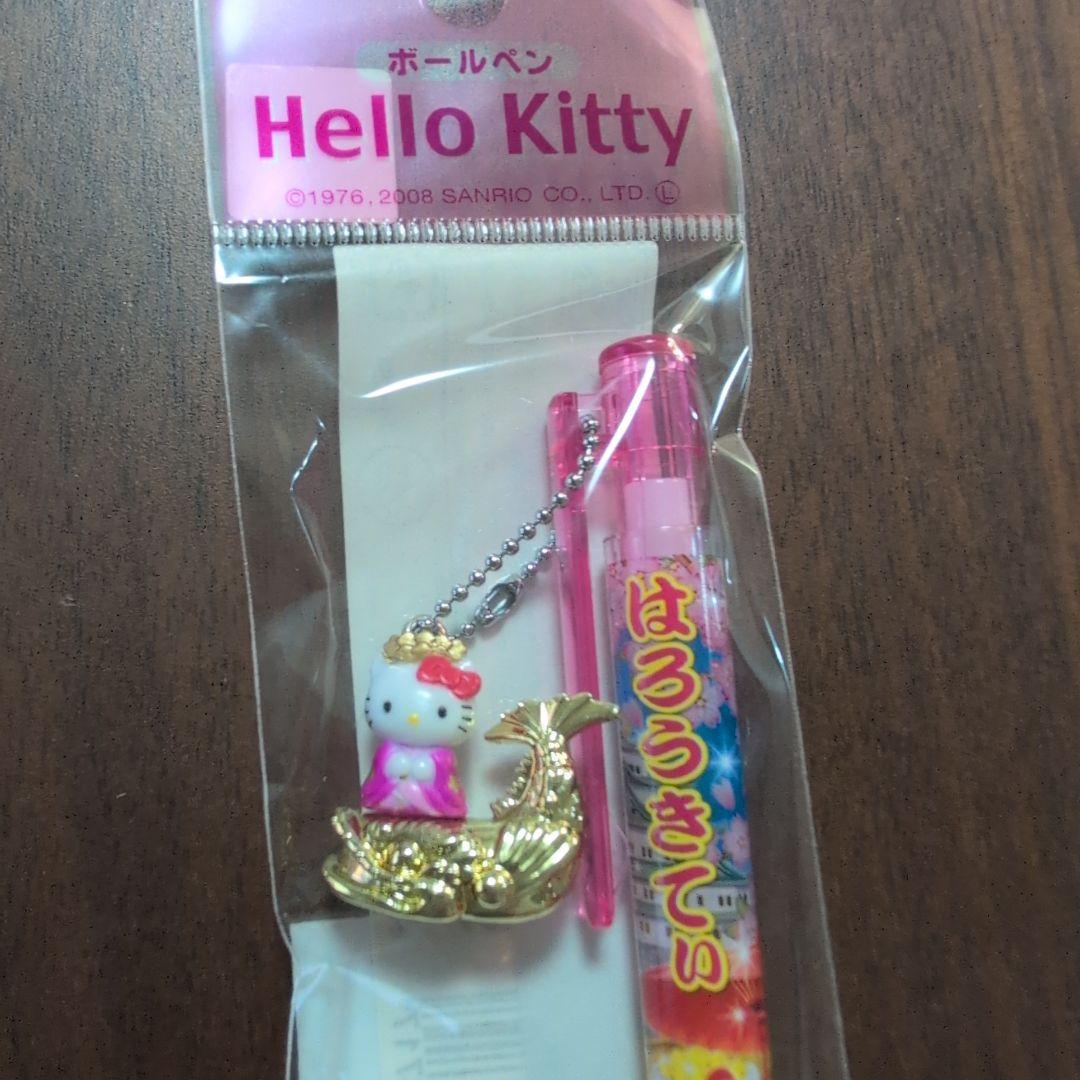 ボールペン
Hello Kitty
©1976, 2008 SANRIO CO., LTD. Ⓛ
はろうきてぃ